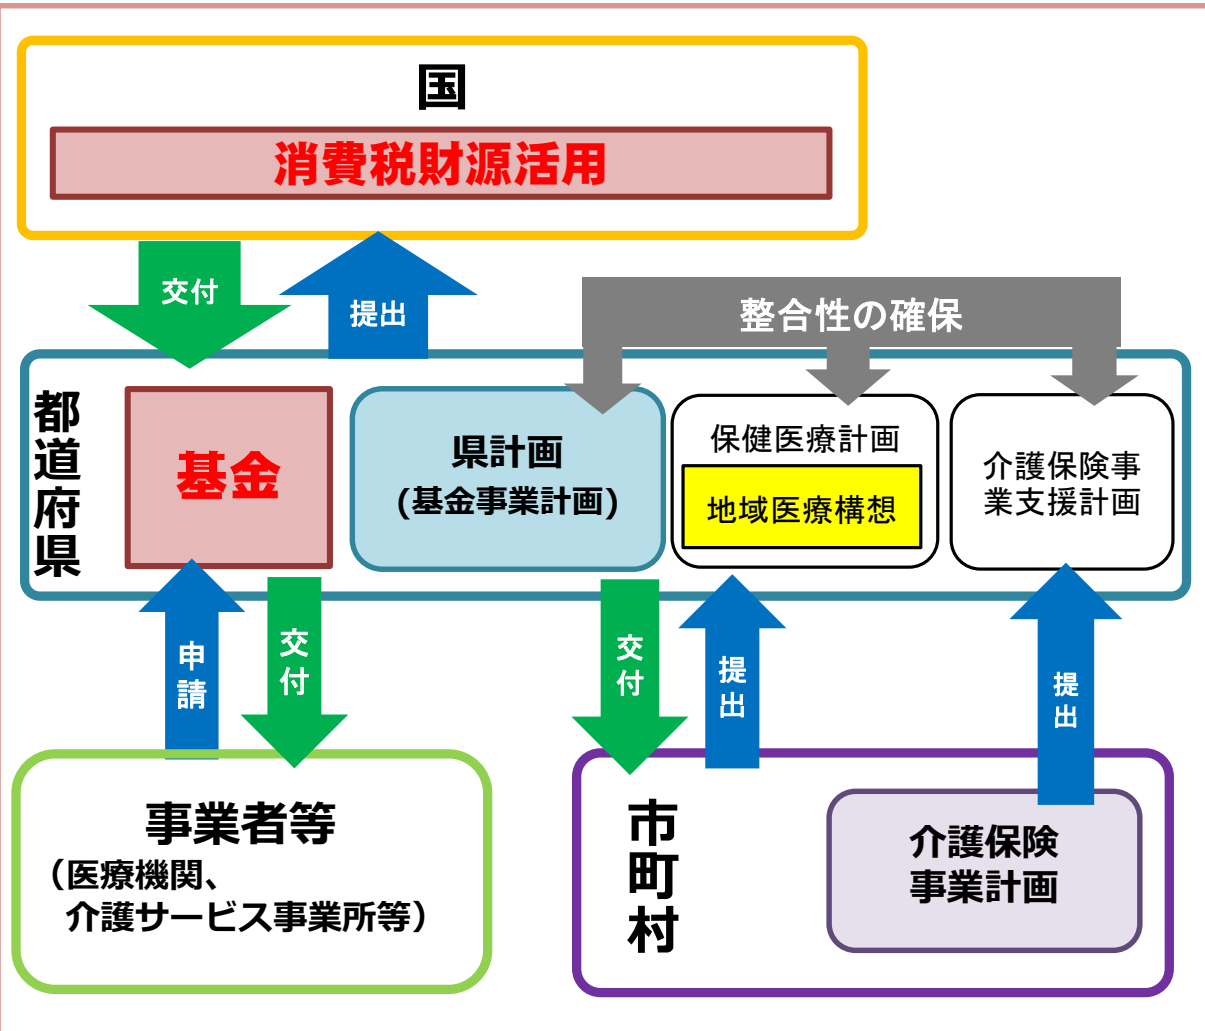 国
消費税財源活用
交付
提出
整合性の確保
都道府県
基金
県計画
(基金事業計画)
保健医療計画
地域医療構想
介護保険事
業支援計画
申請
交付
交付
提出
提出
事業者等
（医療機関、
介護サービス事業所等）
市町村
介護保険
事業計画